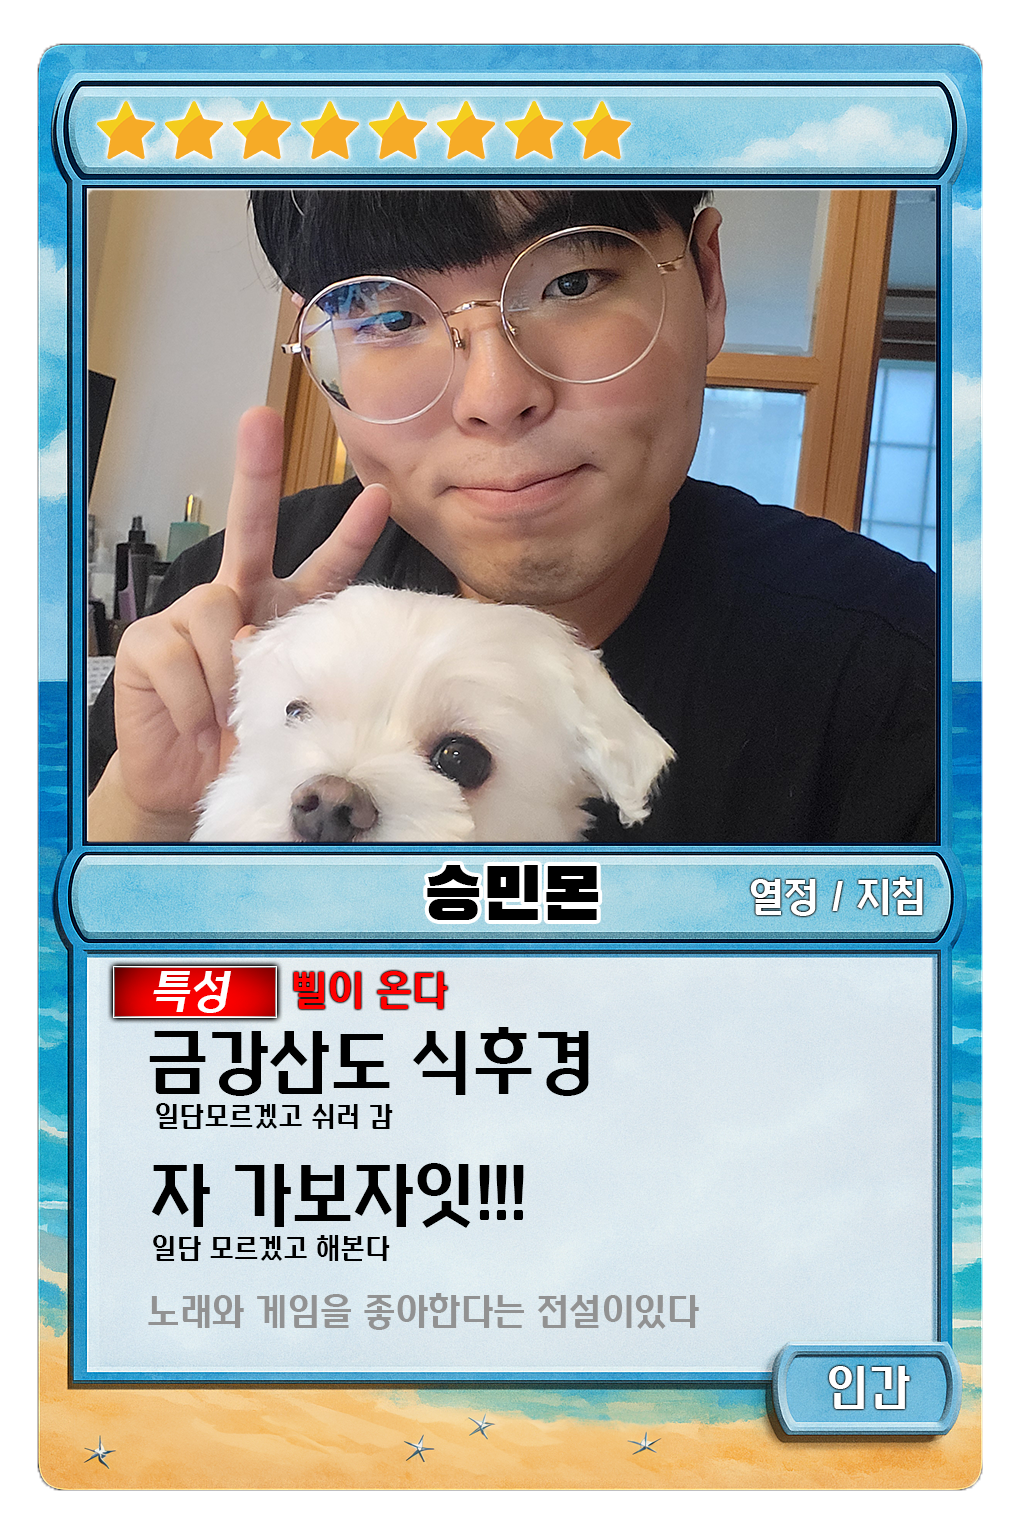 승민몬
열정 / 지침
특성 삘이 온다
금강산도 식후경
일단모르겠고 쉬러 감
자 가보자잇!!!
일단 모르겠고 해본다
노래와 게임을 좋아한다는 전설이있다
인간